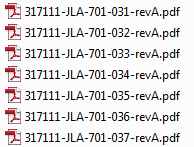 317111-JLA-701-031-revA.pdf
317111-JLA-701-032-revA.pdf
317111-JLA-701-033-revA.pdf
317111-JLA-701-034-revA.pdf
317111-JLA-701-035-revA.pdf
317111-JLA-701-036-revA.pdf
317111-JLA-701-037-revA.pdf